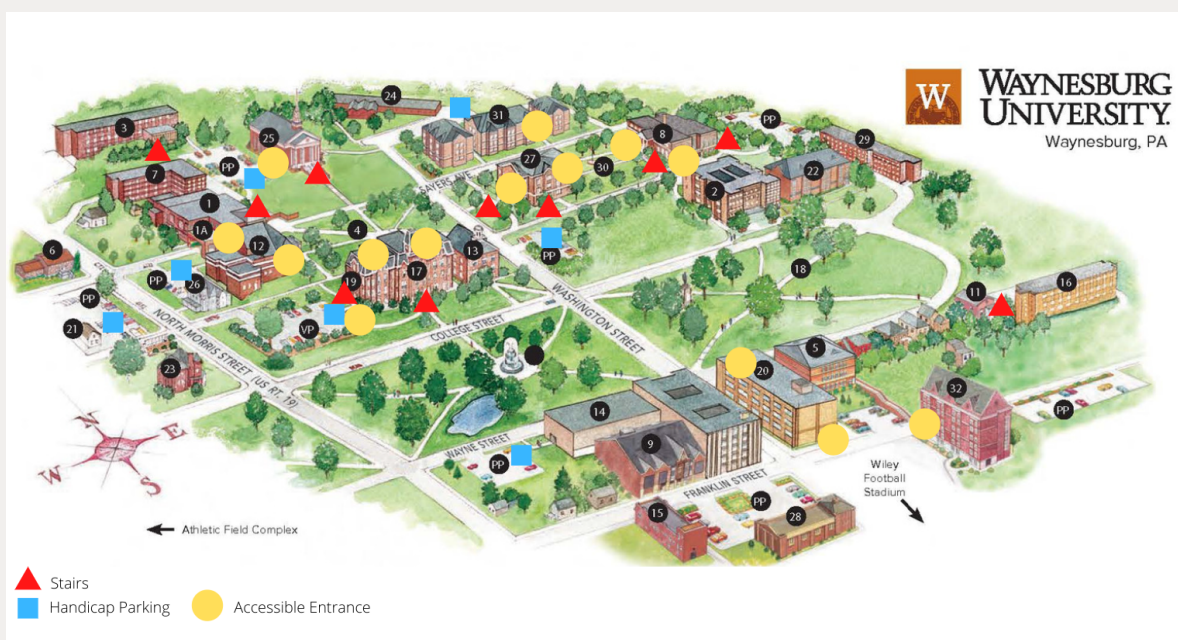 W
WAYNESBURG
UNIVERSITY.
Waynesburg, PA
24
3
31
PP
25
8
29
27
PP
7
30
22
PP
2
1
SAYERS AVE
1A
4
12
13
6
PP
17
18
PP
26
19
11
16
PP
WASHINGTON STREET
21
VP
COLLEGE STREET
NORTH MORRIS STREET (US RT. 19)
5
23
20
32
14
PP
N
E
W
S
9
WAYNE STREET
PP
Wiley
Football
Stadium
FRANKLIN STREET
PP
15
28
Athletic Field Complex
Stairs
Handicap Parking
Accessible Entrance